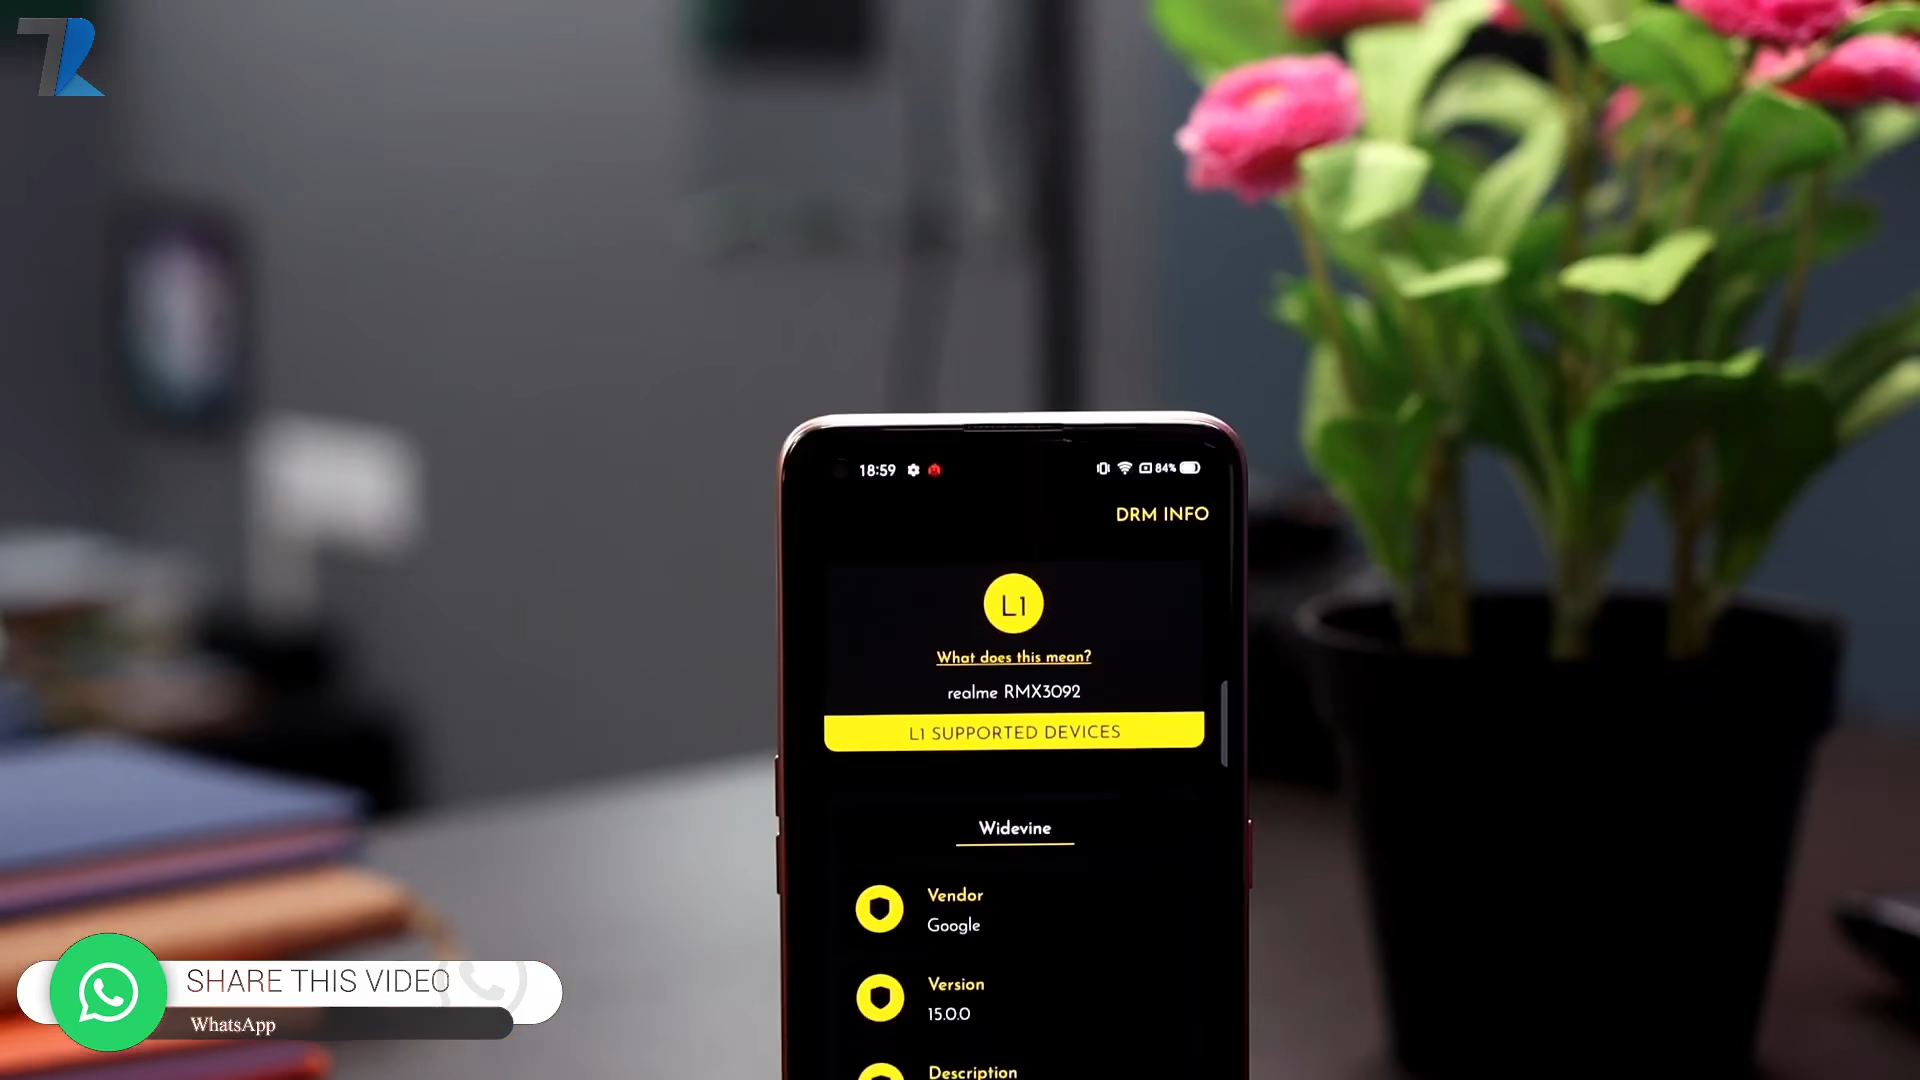 18:59
84%
DRM INFO
L1
What does this mean?
realme RMX3092
L1 SUPPORTED DEVICES
Widevine
Vendor
Google
Version
15.0.0
Description
SHARE THIS VIDEO
WhatsApp